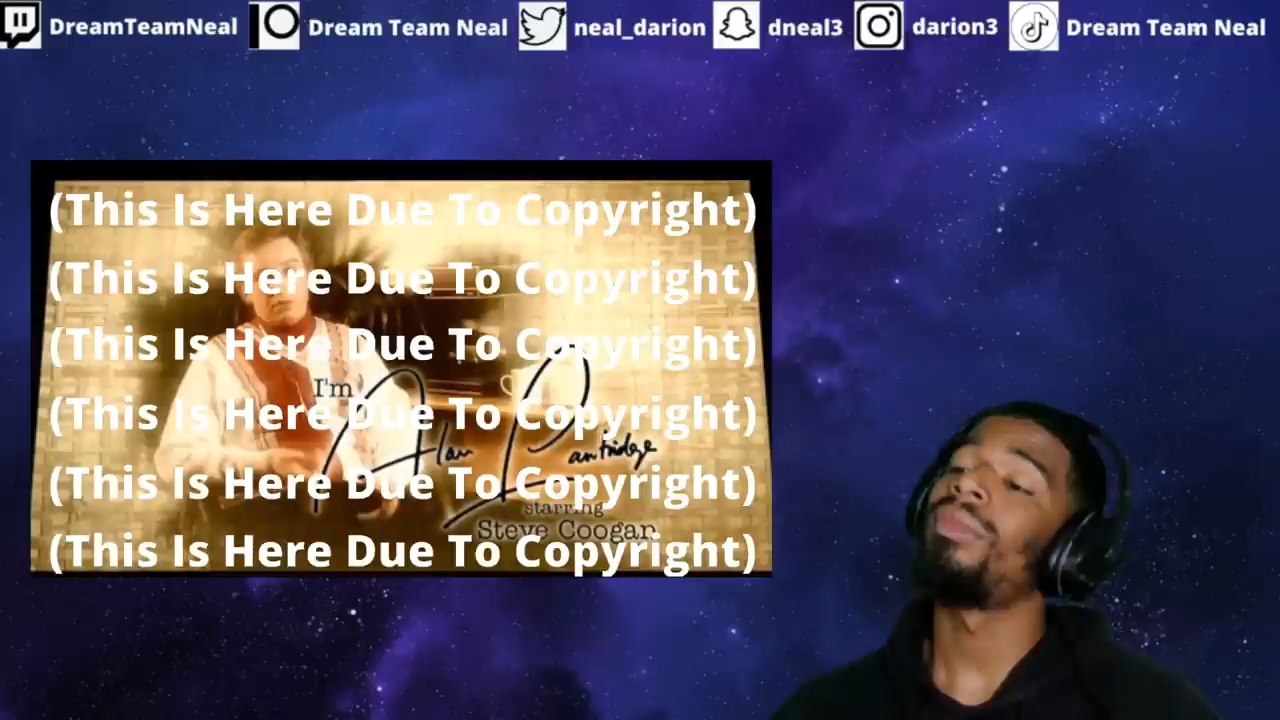 DreamTeamNeal Dream Team Neal neal_darion dneal3 darion3 Dream Team Neal
(This Is Here Due To Copyright)
(This Is Here Due To Copyright)
(This Is Here Due To Copyright)
I'm
(This Is Here Due To Copyright)
Alan Partridge
(This Is Here Due To Copyright)
starring
Steve Coogan
(This Is Here Due To Copyright)